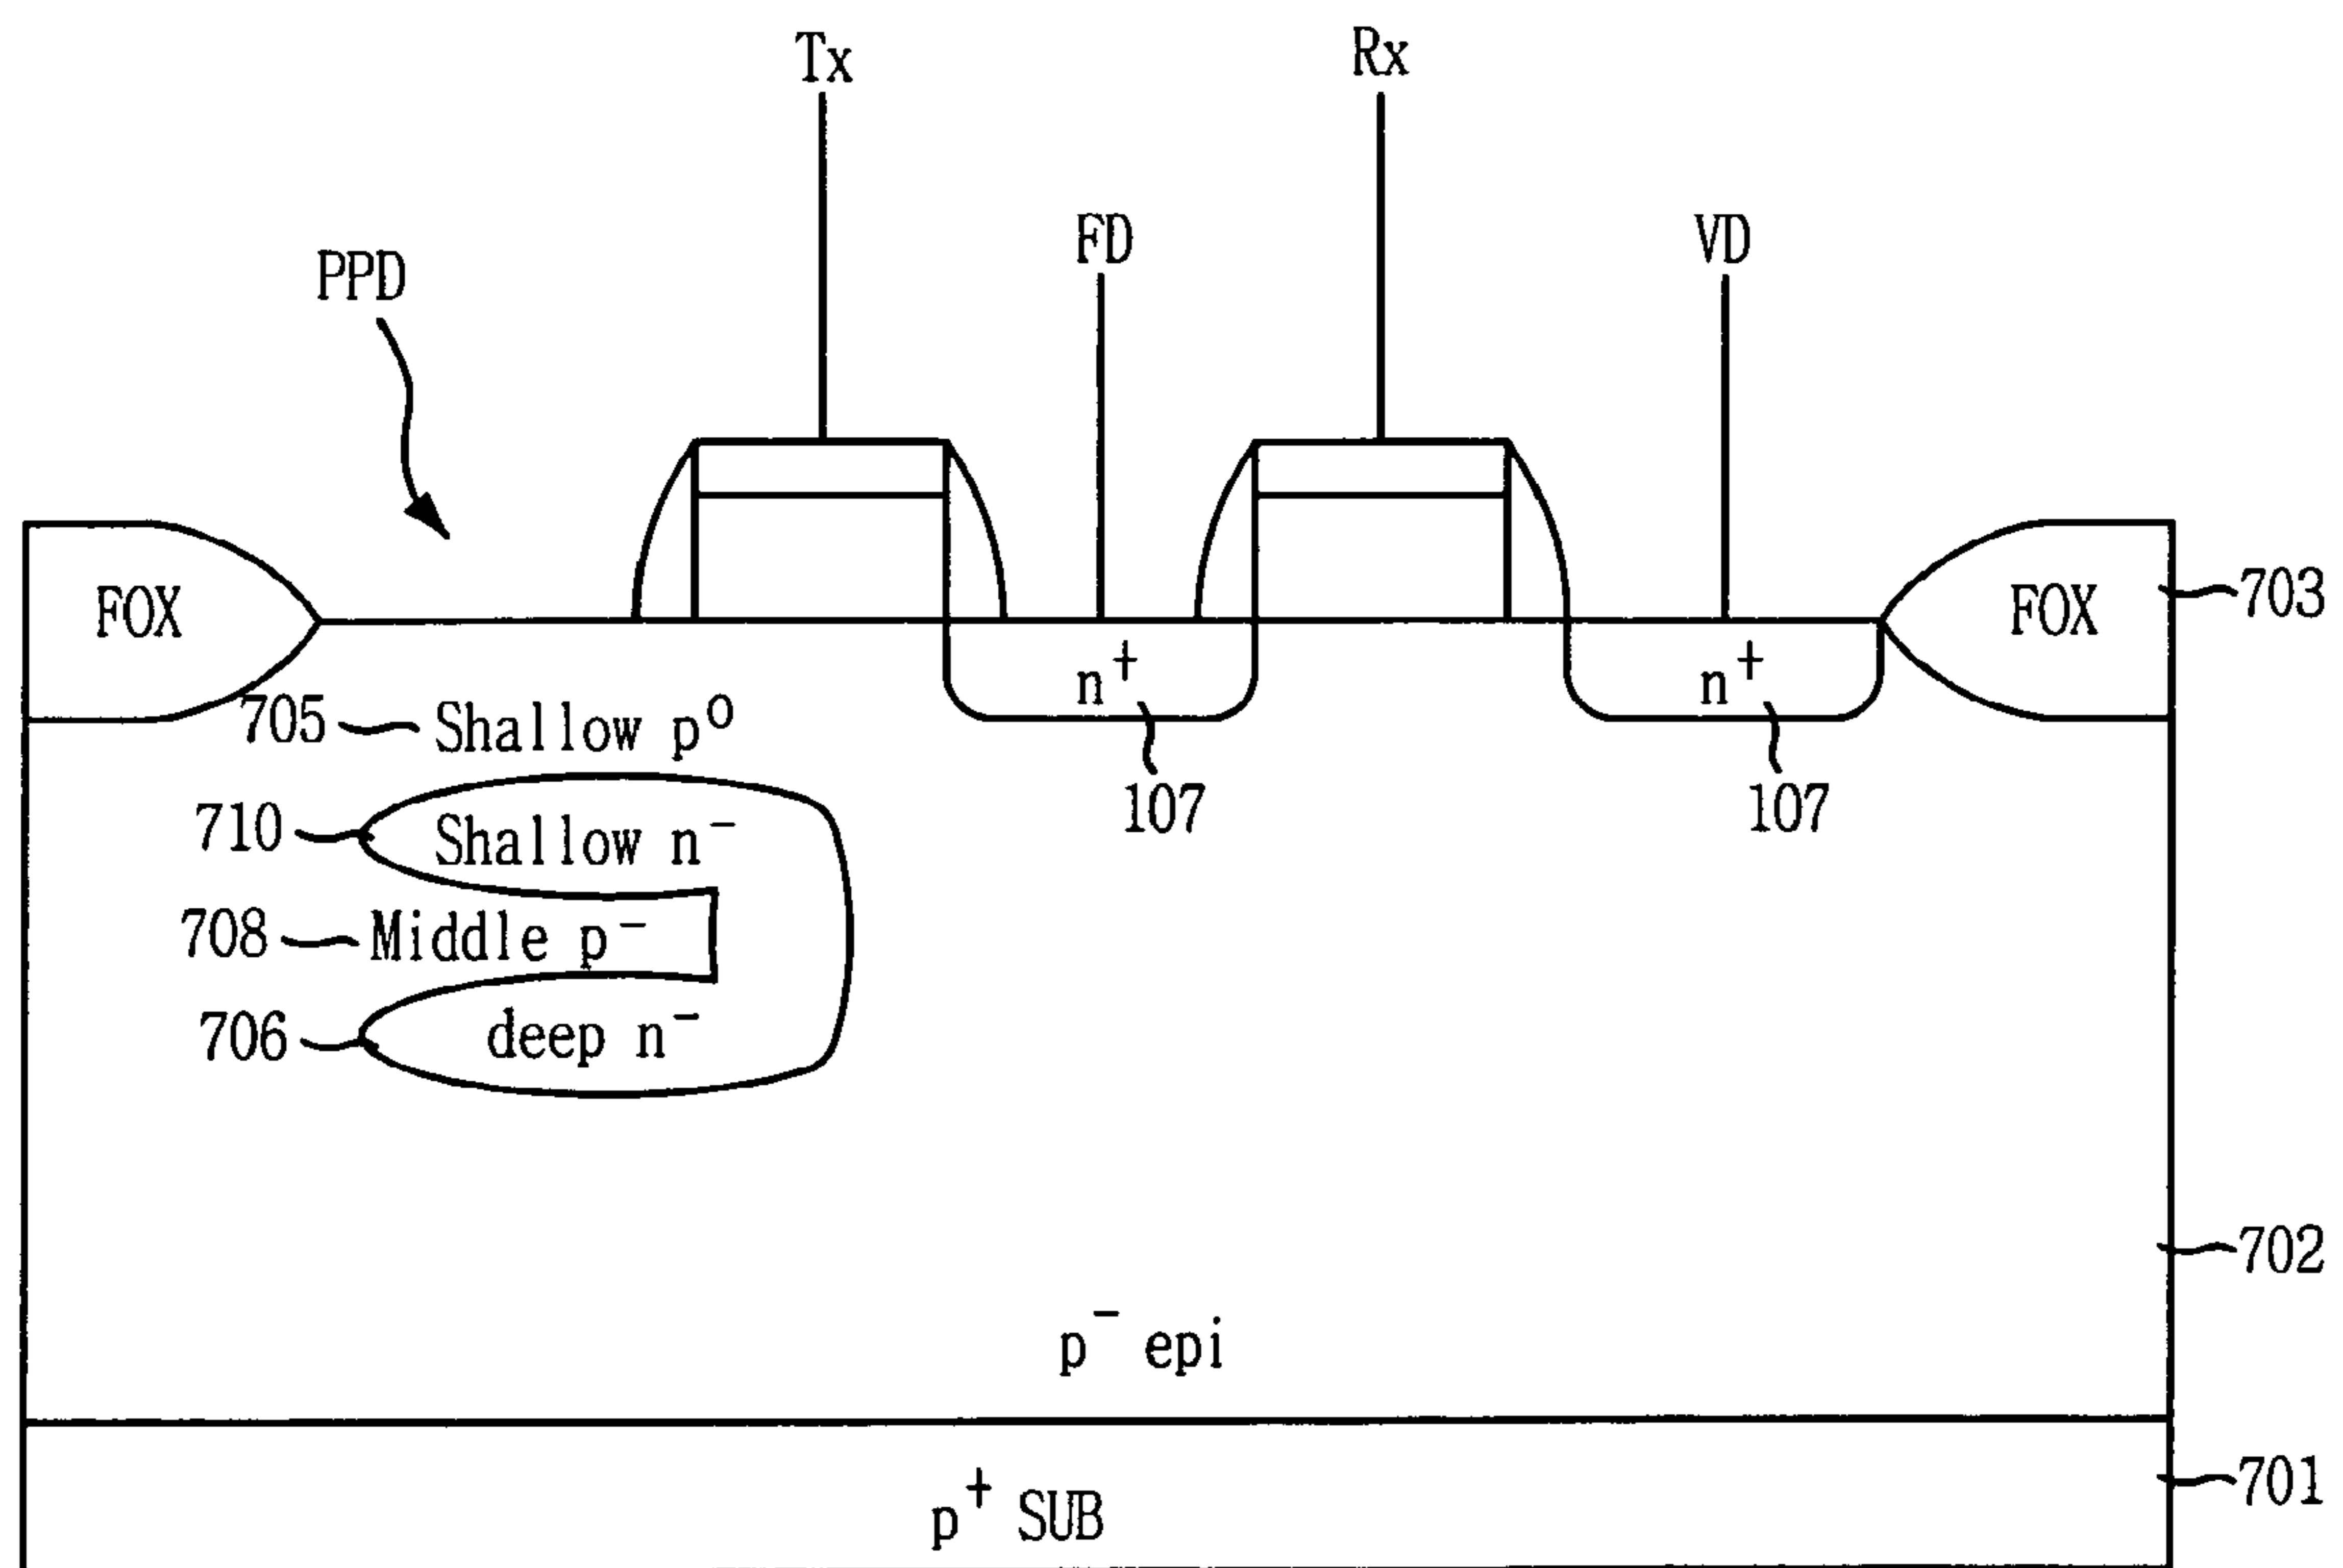 Tx
Rx
FD
VD
PPD
FOX
FOX
703
n+
n+
705
Shallow p⁰
107
107
710
Shallow n⁻
708
Middle p⁻
706
deep n⁻
702
p⁻ epi
701
p⁺ SUB